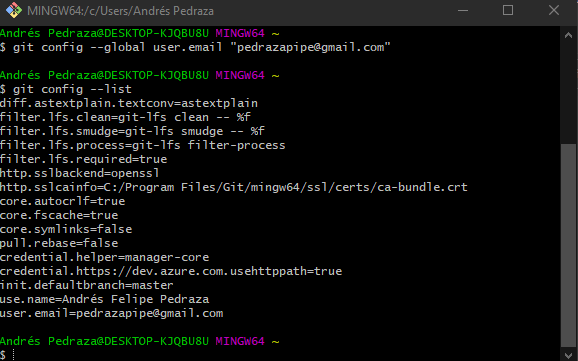 MINGW64:/c/Users/Andrés Pedraza
Andrés Pedraza@DESKTOP-KJQBU8U MINGW64 ~
$ git config --global user.email "pedrazapipe@gmail.com"
Andrés Pedraza@DESKTOP-KJQBU8U MINGW64 ~
$ git config --list
diff.astextplain.textconv=astextplain
filter.lfs.clean=git-lfs clean -- %f
filter.lfs.smudge=git-lfs smudge -- %f
filter.lfs.process=git-lfs filter-process
filter.lfs.required=true
http.sslbackend=openssl
http.sslcainfo=C:/Program Files/Git/mingw64/ssl/certs/ca-bundle.crt
core.autocrlf=true
core.fscache=true
core.symlinks=false
pull.rebase=false
credential.helper=manager-core
credential.https://dev.azure.com.usehttppath=true
init.defaultbranch=master
use.name=Andrés Felipe Pedraza
user.email=pedrazapipe@gmail.com
Andrés Pedraza@DESKTOP-KJQBU8U MINGW64 ~
$